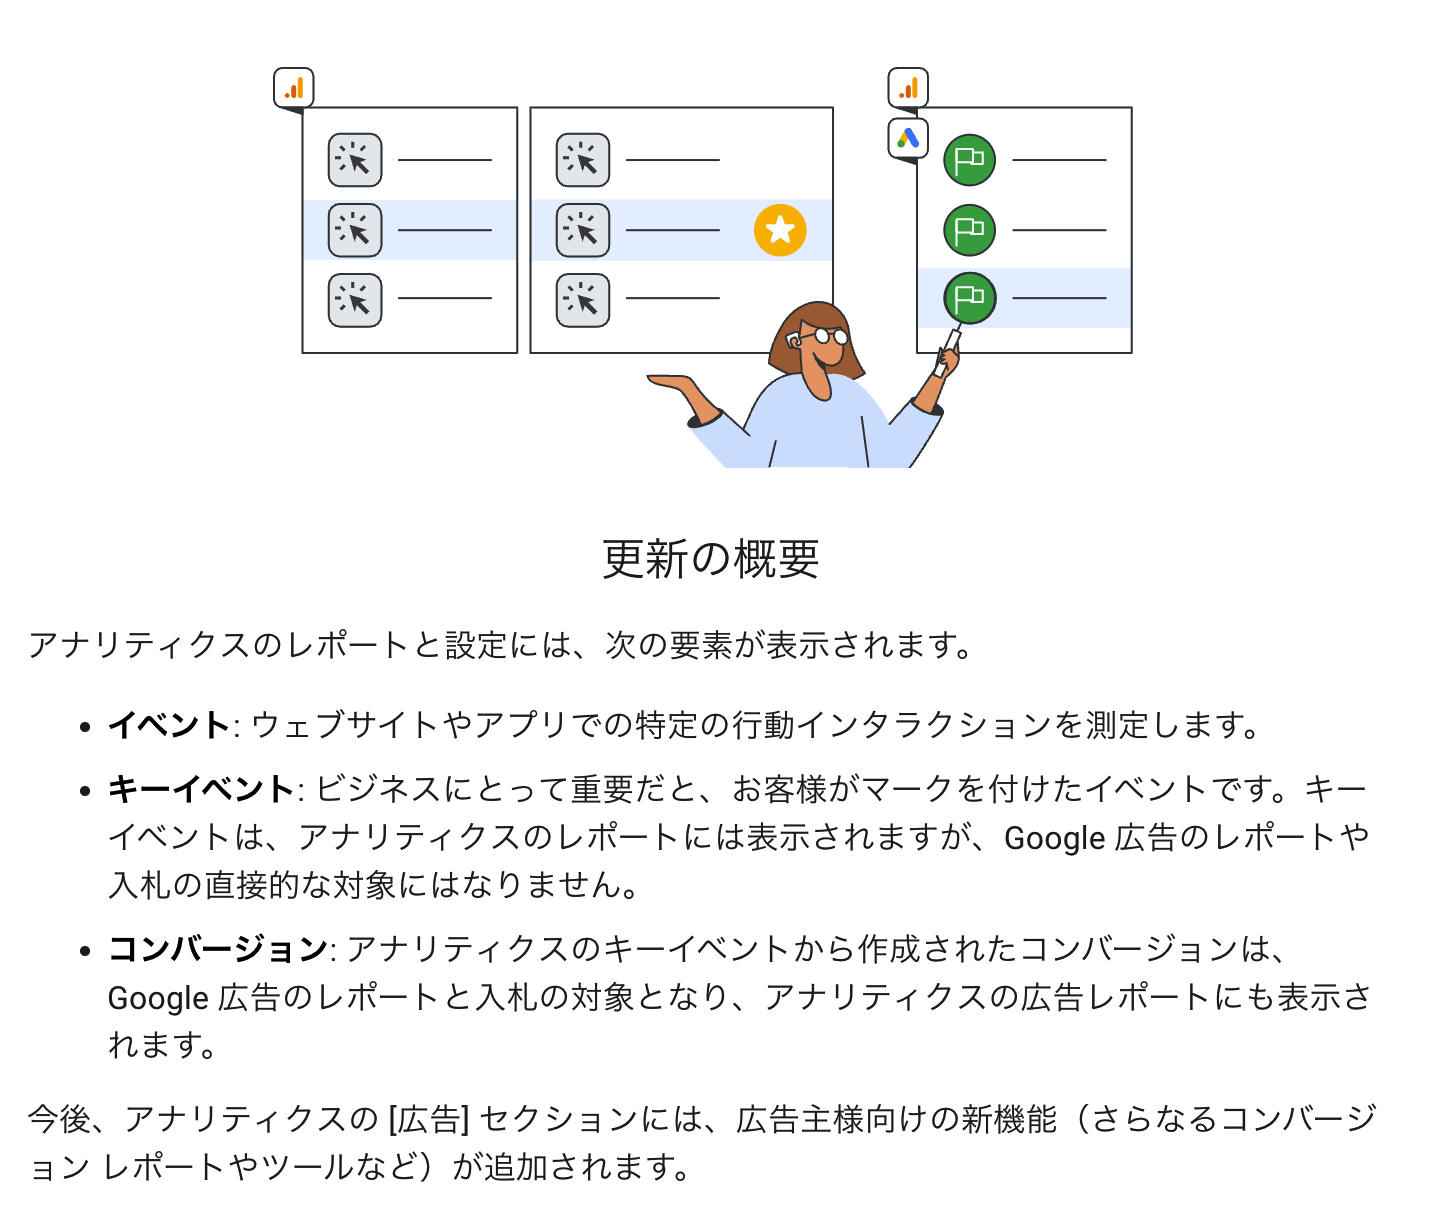 更新の概要
アナリティクスのレポートと設定には、次の要素が表示されます。
イベント: ウェブサイトやアプリでの特定の行動インタラクションを測定します。
キーイベント: ビジネスにとって重要だと、お客様がマークを付けたイベントです。キー
イベントは、アナリティクスのレポートには表示されますが、Google 広告のレポートや
入札の直接的な対象にはなりません。
コンバージョン: アナリティクスのキーイベントから作成されたコンバージョンは、
Google 広告のレポートと入札の対象となり、アナリティクスの広告レポートにも表示さ
れます。
今後、アナリティクスの [広告] セクションには、広告主様向けの新機能（さらなるコンバージ
ョン レポートやツールなど）が追加されます。